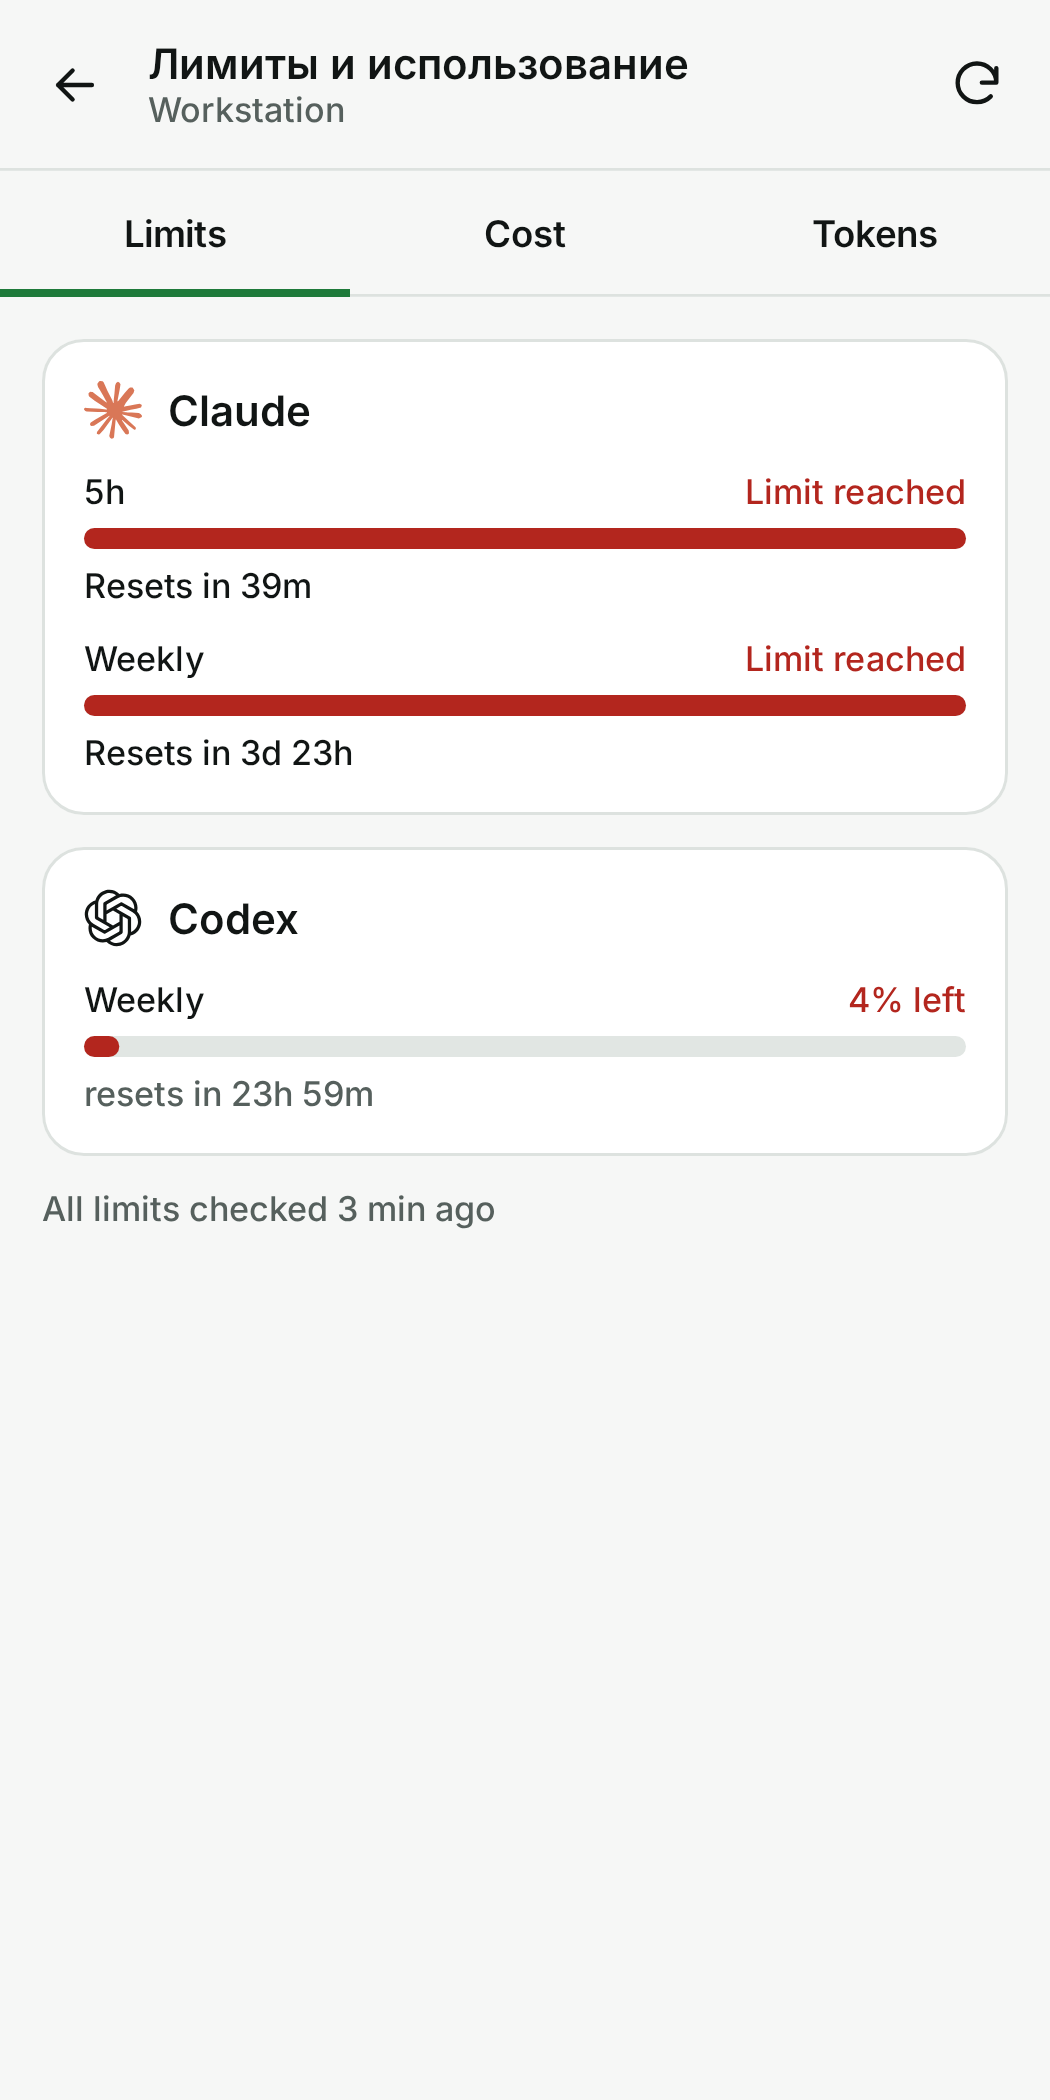 Лимиты и использование
Workstation
Limits
Cost
Tokens
Claude
5h
Limit reached
Resets in 39m
Weekly
Limit reached
Resets in 3d 23h
Codex
Weekly
4% left
resets in 23h 59m
All limits checked 3 min ago